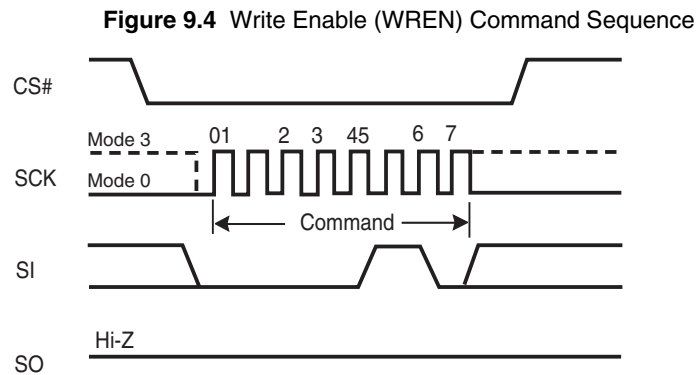 Figure 9.4 Write Enable (WREN) Command Sequence
CS#
Mode 3
01 2 3 45 6 7
SCK
Mode 0
Command
SI
Hi-Z
SO